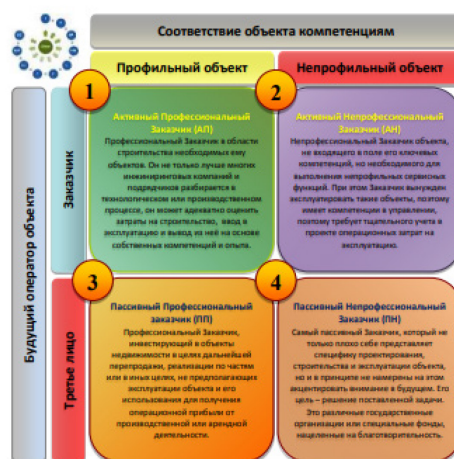 Соответствие объекта компетенциям
Профильный объект
Непрофильный объект
Будущий оператор объекта
Заказчик
Третье лицо
1
Активный Профессиональный
Заказчик (АП)
Профессиональный Заказчик в области
строительства необходимых ему
объектов. Он не только лучше многих
инжиниринговых компаний и
подрядчиков разбирается в
технологическом или производственном
процессе, он может адекватно оценить
затраты на строительство, ввод в
эксплуатацию и вывод из неё на основе
собственных компетенций и опыта.
2
Активный Непрофессиональный
Заказчик (АН)
Непрофессиональный Заказчик объекта,
не входящего в поле его ключевых
компетенций, но необходимого для
выполнения непрофильных сервисных
функций. При этом Заказчик вынужден
эксплуатировать такие объекты, поэтому
имеет компетенции в управлении,
поэтому требует тщательного учета в
проекте операционных затрат на
эксплуатацию.
3
Пассивный Профессиональный
заказчик (ПП)
Профессиональный Заказчик,
инвестирующий в объекты
недвижимости в целях дальнейшей
перепродажи, реализации по частям
или в иных целях, не предполагающих
эксплуатации объекта и его
использования для получения
операционной прибыли от
производственной или арендной
деятельности.
4
Пассивный Непрофессиональный
Заказчик (ПН)
Самый пассивный Заказчик, который не
только плохо себе представляет
специфику проектирования,
строительства и эксплуатации объекта,
но и в принципе не намерены на этом
акцентировать внимание в будущем. Его
цель – решение поставленной задачи.
Это различные государственные
организации или специальные фонды,
нацеленные на благотворительность.